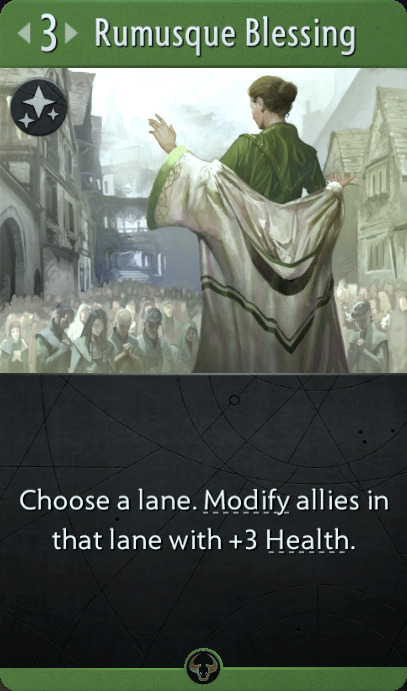 3 Rumusque Blessing
Choose a lane. Modify allies in
that lane with +3 Health.